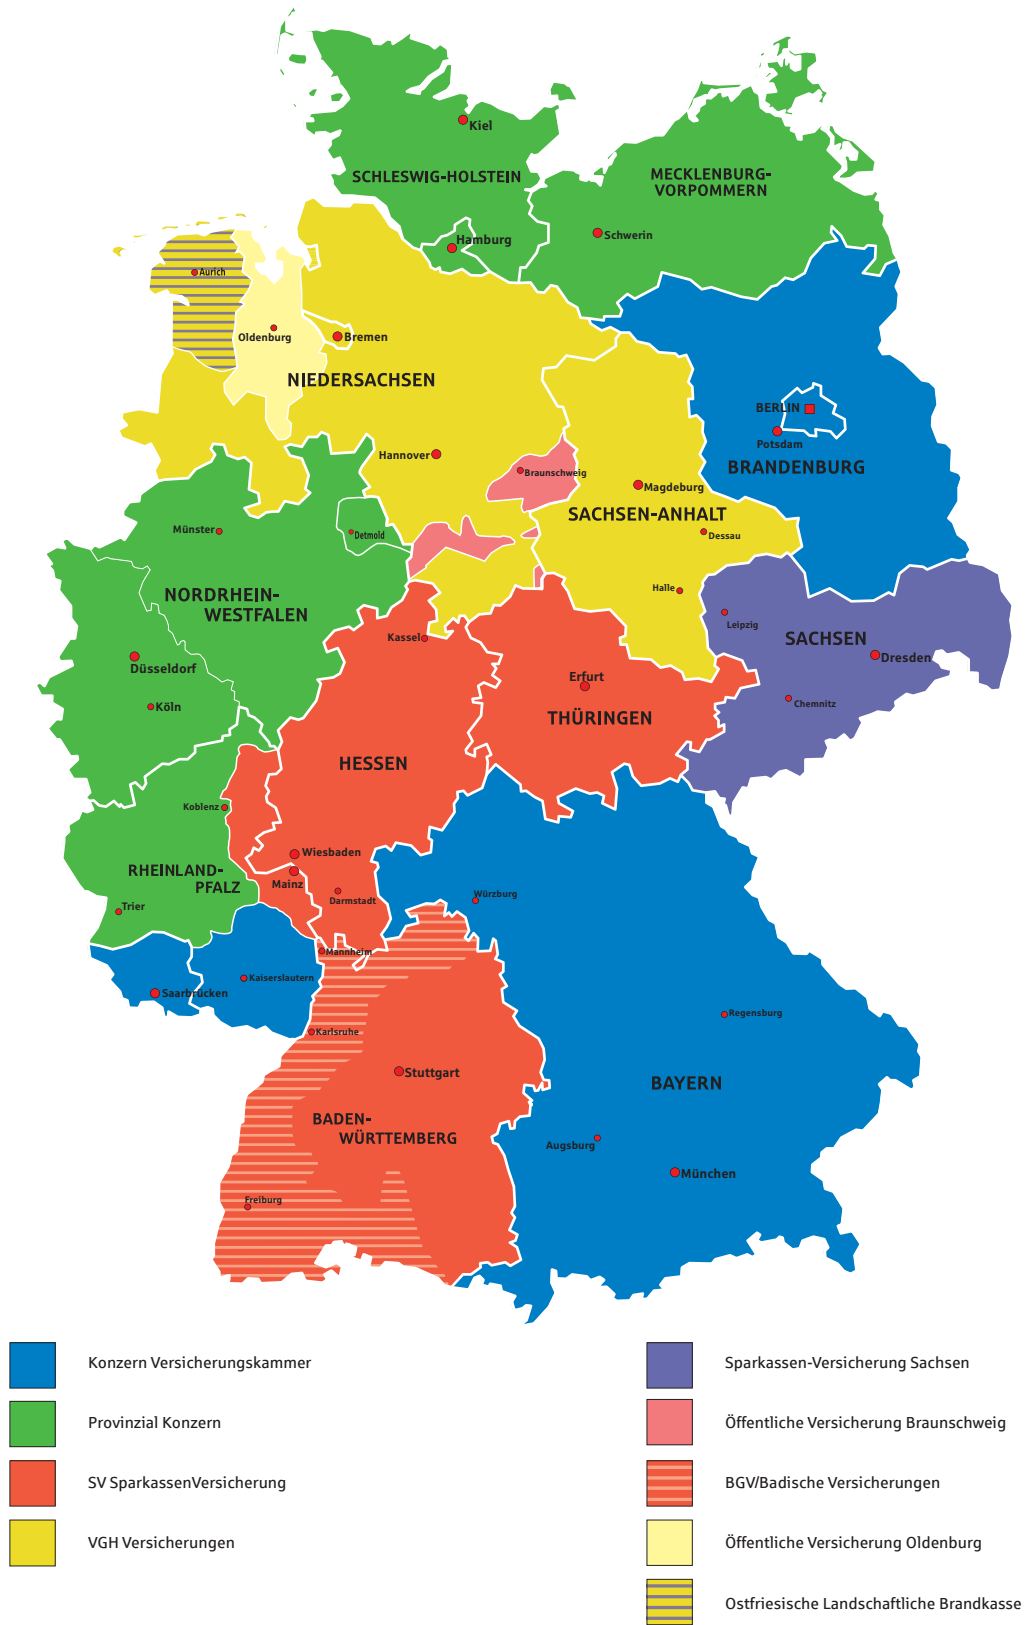 Kiel
SCHLESWIG-HOLSTEIN
MECKLENBURG-
VORPOMMERN
Hamburg
Schwerin
Aurich
Oldenburg
Bremen
NIEDERSACHSEN
BERLIN
Potsdam
BRANDENBURG
Hannover
Braunschweig
Magdeburg
SACHSEN-ANHALT
Münster
Detmold
Dessau
NORDRHEIN-
WESTFALEN
Halle
Leipzig
SACHSEN
Kassel
Düsseldorf
Dresden
Erfurt
Köln
Chemnitz
THÜRINGEN
HESSEN
Koblenz
Wiesbaden
RHEINLAND-
PFALZ
Mainz
Darmstadt
Würzburg
Trier
Mannheim
Kaiserslautern
Saarbrücken
Regensburg
Karlsruhe
Stuttgart
BAYERN
BADEN-
WÜRTTEMBERG
Augsburg
München
Freiburg
Konzern Versicherungskammer
Provinzial Konzern
SV SparkassenVersicherung
VGH Versicherungen
Sparkassen-Versicherung Sachsen
Öffentliche Versicherung Braunschweig
BGV/Badische Versicherungen
Öffentliche Versicherung Oldenburg
Ostfriesische Landschaftliche Brandkasse